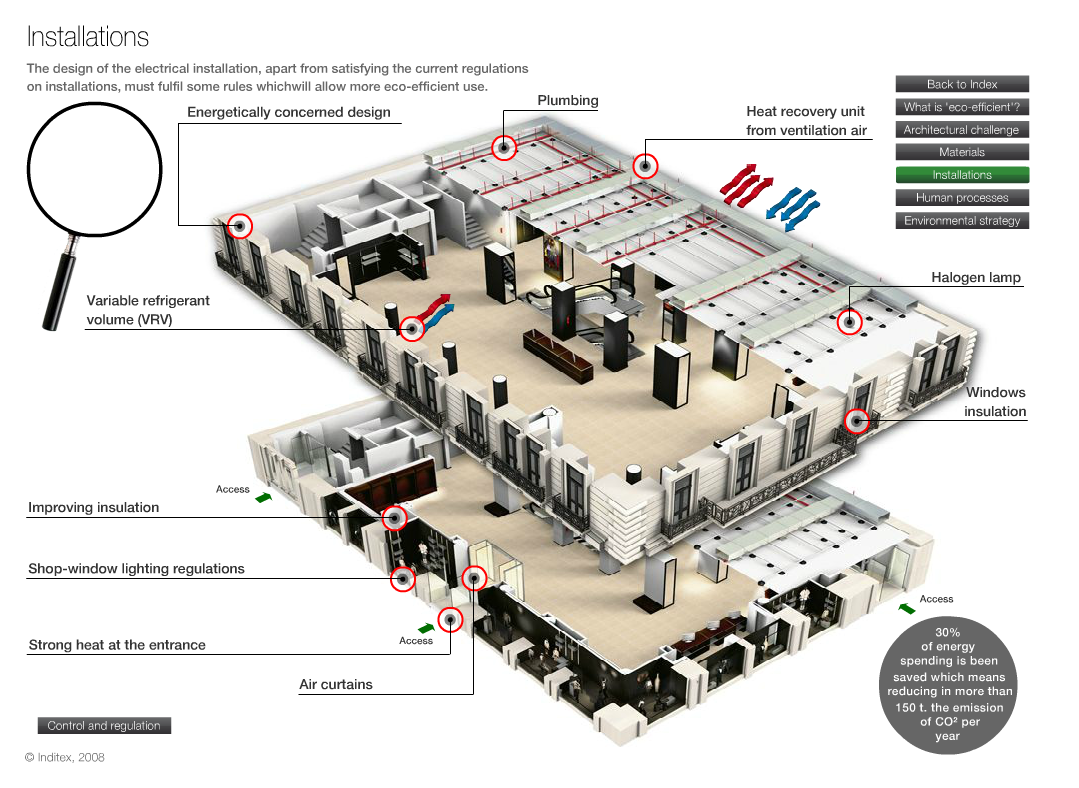 Installations
The design of the electrical installation, apart from satisfying the current regulations
on installations, must fulfil some rules whichwill allow more eco-efficient use.
Back to Index
What is 'eco-efficient'?
Architectural challenge
Materials
Installations
Human processes
Environmental strategy
Energetically concerned design
Plumbing
Heat recovery unit
from ventilation air
Halogen lamp
Variable refrigerant
volume (VRV)
Windows
insulation
Access
Improving insulation
Shop-window lighting regulations
Access
Strong heat at the entrance
Access
Air curtains
30%
of energy
spending is been
saved which means
reducing in more than
150 t. the emission
of CO² per
year
Control and regulation
© Inditex, 2008